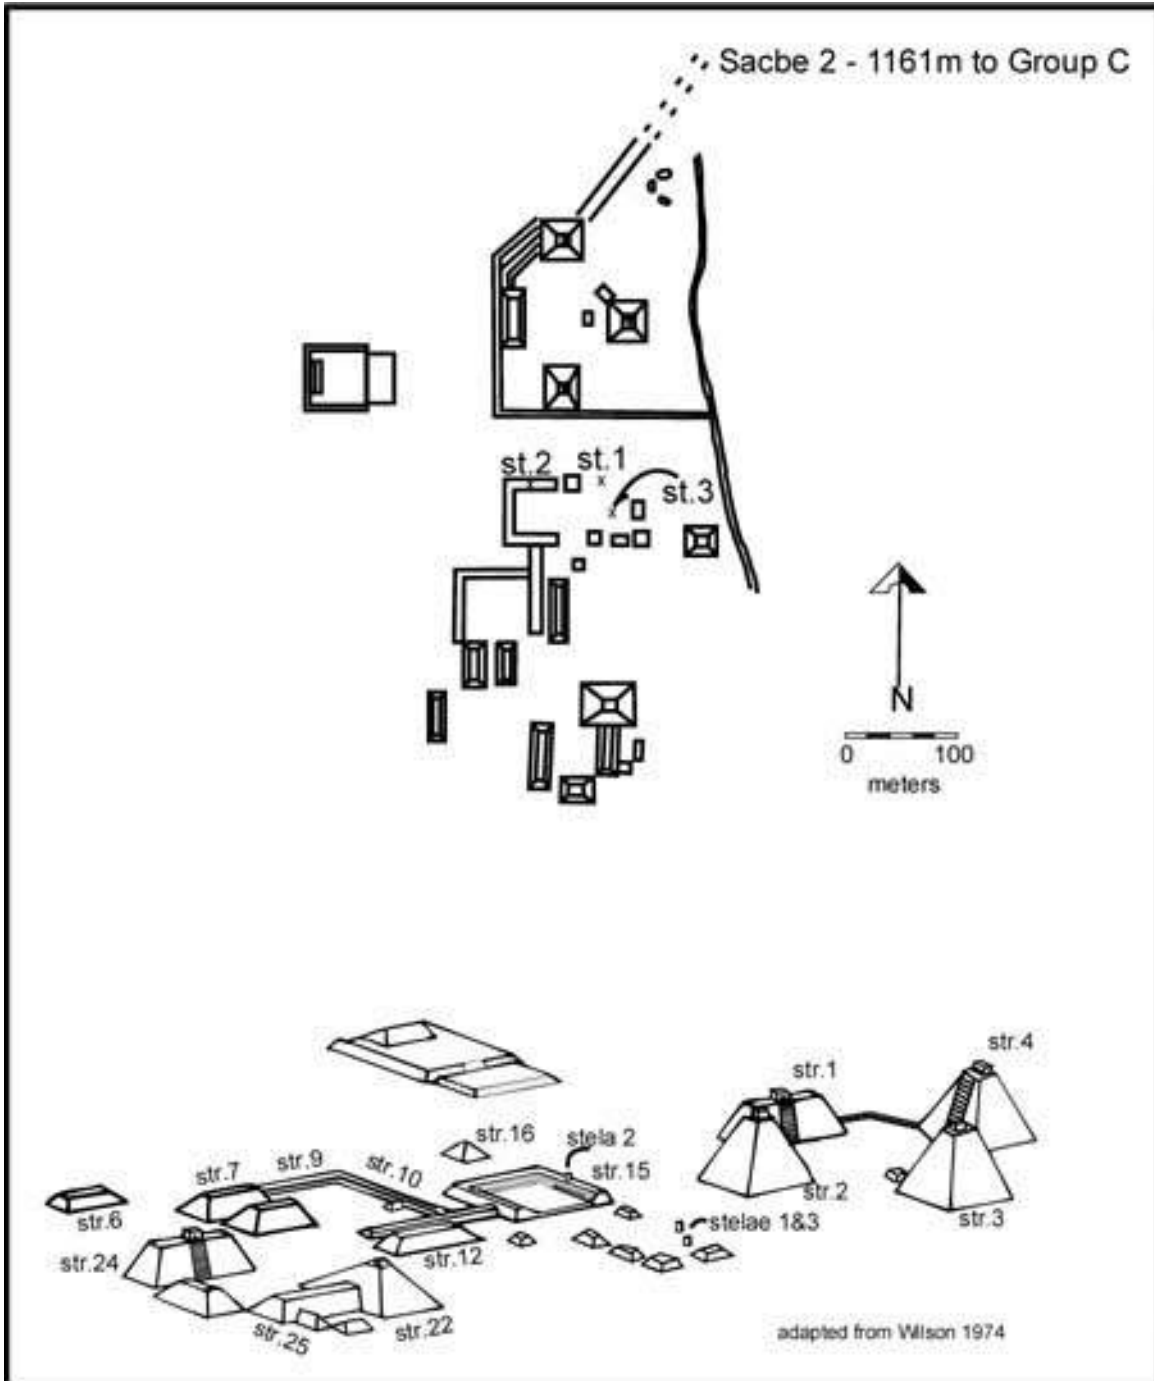 Sacbe 2 - 1161m to Group C
st.2
st.1
st.3
N
0 100
meters
str.4
str.1
str.16
stela 2
str.7
str.9
str.10
str.15
str.6
str.2
str.3
stelae 1&3
str.24
str.12
str.25
str.22
adapted from Wilson 1974